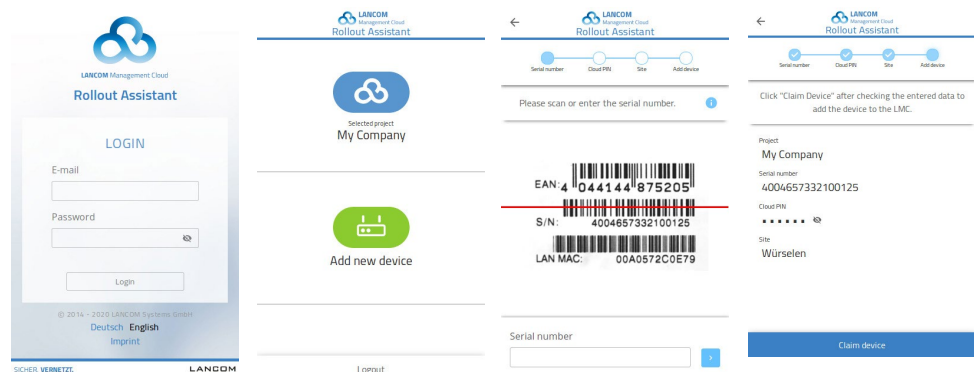 LANCOM Management Cloud
Rollout Assistant
LOGIN
E-mail
Password
Login
© 2014 - 2020 LANCOM Systems GmbH
Deutsch English
Imprint
SICHER. VERNETZT.
LANCOM
LANCOM
Management Cloud
Rollout Assistant
Selected project
My Company
Add new device
Logout
LANCOM
Management Cloud
Rollout Assistant
Serial number Cloud PIN Site Add device
Please scan or enter the serial number.
EAN: 4 044144 875205
S/N: 4004657332100125
LAN MAC: 00A0572C0E79
Serial number
LANCOM
Management Cloud
Rollout Assistant
Serial number Cloud PIN Site Add device
Click "Claim Device" after checking the entered data to
add the device to the LMC.
Project
My Company
Serial number
4004657332100125
Cloud PIN
Site
Würselen
Claim device